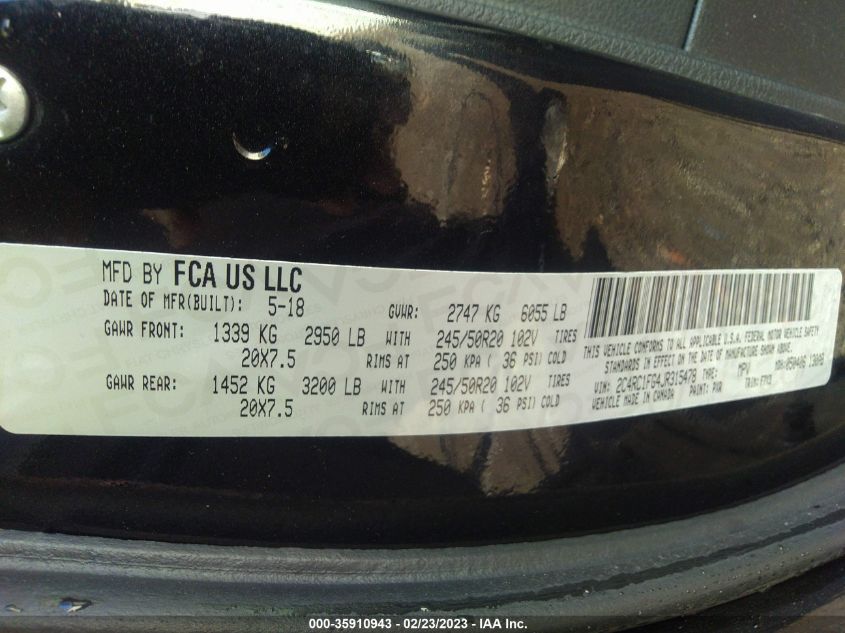 MFD BY FCA US LLC
DATE OF MFR(BUILT): 5-18 GVWR: 2747 KG 6055 LB
GAWR FRONT: 1339 KG 2950 LB WITH 245/50R20 102V TIRES
20X7.5 RIMS AT 250 KPA ( 36 PSI) COLD
GAWR REAR: 1452 KG 3200 LB WITH 245/50R20 102V TIRES
20X7.5 RIMS AT 250 KPA ( 36 PSI) COLD
THIS VEHICLE CONFORMS TO ALL APPLICABLE U.S.A. FEDERAL MOTOR VEHICLE SAFETY
STANDARDS IN EFFECT ON THE DATE OF MANUFACTURE SHOWN ABOVE.
VIN: 2C4RC1FG4JR315478 TYPE: MPV MDH: 050406 
VEHICLE MADE IN CANADA PAINT: PXR TRIM:
000-35910943 - 02/23/2023 - IAA Inc.